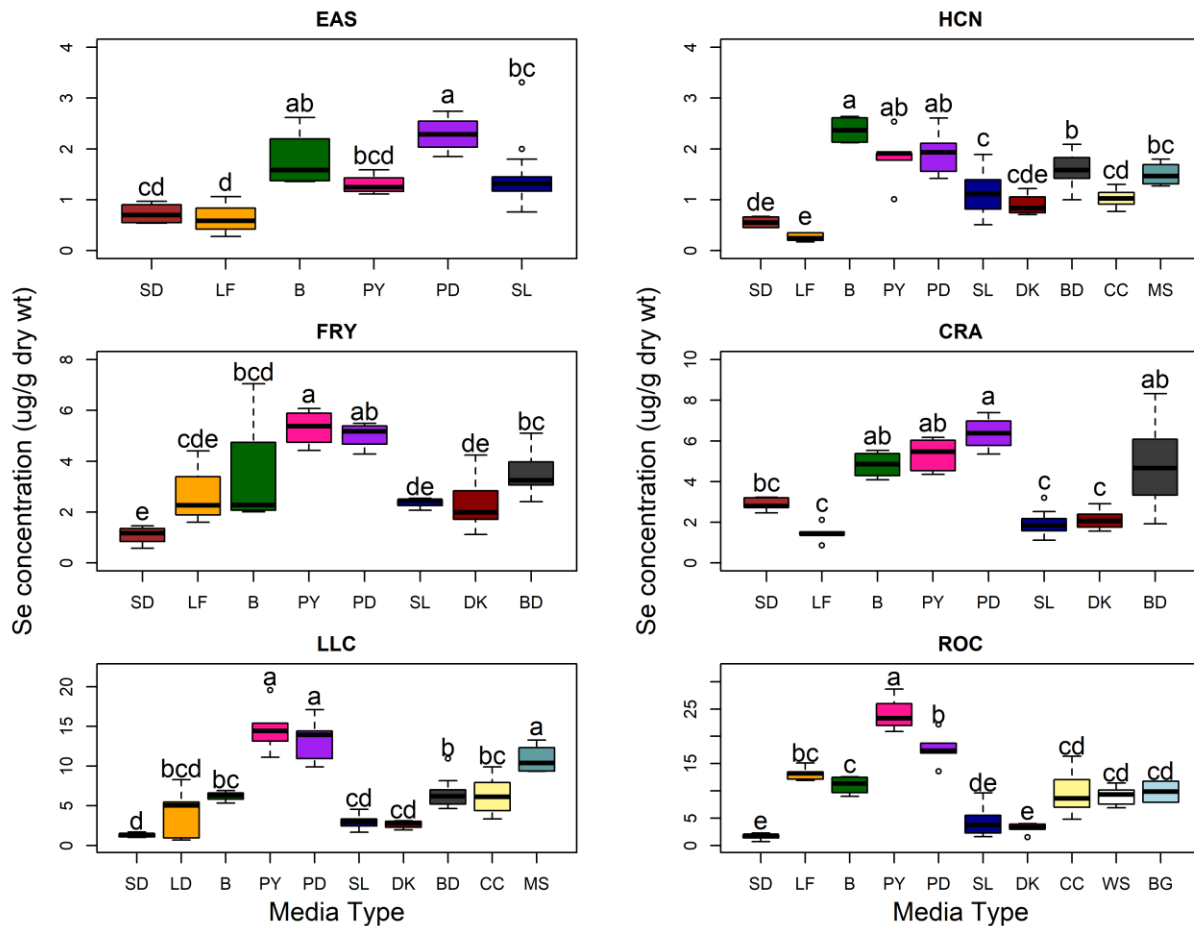 EAS
Se concentration (ug/g dry wt)
4
3
2
1
0
cd
d
ab
bcd
a
bc
SD LF B PY PD SL
HCN
Se concentration (ug/g dry wt)
4
3
2
1
0
de
e
a
ab
ab
c
cde
b
cd
bc
SD LF B PY PD SL DK BD CC MS
FRY
8
6
4
2
0
e
cde
bcd
a
ab
de
de
bc
SD LF B PY PD SL DK BD
CRA
10
8
6
4
2
0
bc
c
ab
ab
a
c
c
ab
SD LF B PY PD SL DK BD
LLC
20
15
10
5
0
d
bcd
bc
a
a
cd
cd
b
bc
a
SD LD B PY PD SL DK BD CC MS
Media Type
ROC
25
15
5
0
e
bc
c
a
b
de
e
cd
cd
cd
SD LF B PY PD SL DK CC WS BG
Media Type